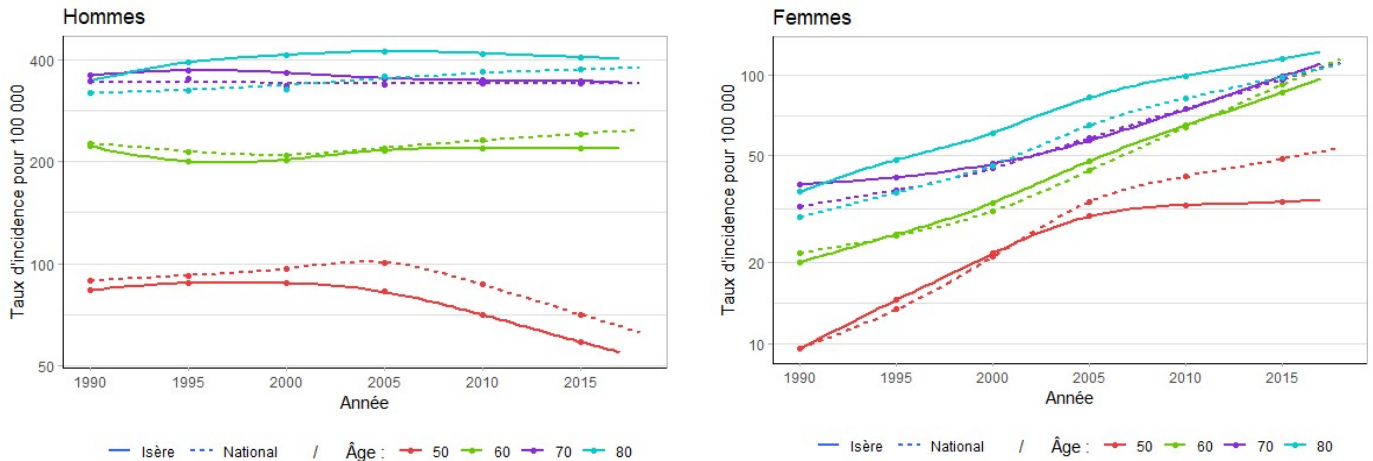 Hommes
Taux d'incidence pour 100 000
400
200
100
50
1990 1995 2000 2005 2010 2015
Année
Isère National / Âge : 50 60 70 80
Femmes
Taux d'incidence pour 100 000
100
50
20
10
1990 1995 2000 2005 2010 2015
Année
Isère National / Âge : 50 60 70 80